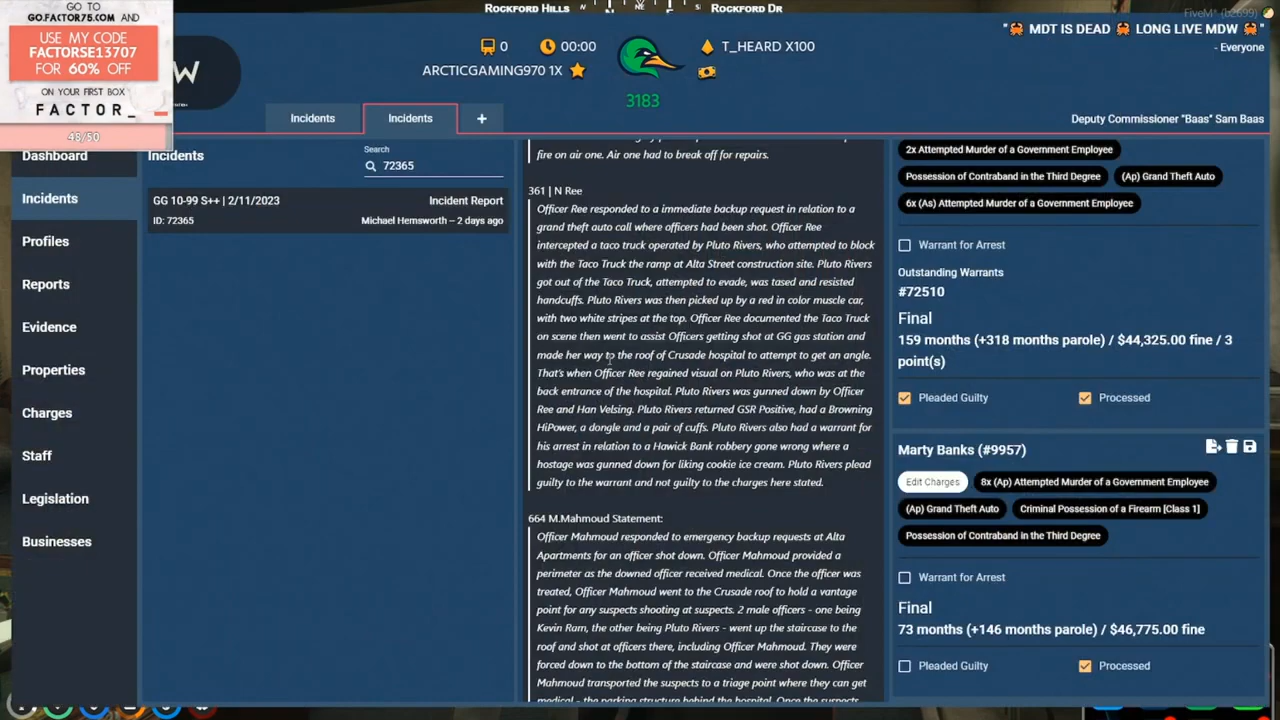 GO TO
GO.FACTOR75.COM AND
USE MY CODE
FACTORSE13707
FOR 60% OFF
ON YOUR FIRST BOX
FACTOR_
48/50
Rockford Hills N Rockford Dr
FiveM® (b2699)
0 00:00
ARCTICGAMING970 1X
3183
T_HEARD X100
" 🦀 MDT IS DEAD 🦀 LONG LIVE MDW 🦀 "
- Everyone
W
Incidents Incidents +
Deputy Commissioner "Baas" Sam Baas
Dashboard
Incidents
Profiles
Reports
Evidence
Properties
Charges
Staff
Legislation
Businesses
Incidents
Search
72365
GG 10-99 S++ | 2/11/2023 Incident Report
ID: 72365 Michael Hemsworth – 2 days ago
fire on air one. Air one had to break off for repairs.
361 | N Ree
Officer Ree responded to a immediate backup request in relation to a
grand theft auto call where officers had been shot. Officer Ree
intercepted a taco truck operated by Pluto Rivers, who attempted to block
with the Taco Truck the ramp at Alta Street construction site. Pluto Rivers
got out of the Taco Truck, attempted to evade, was tased and resisted
handcuffs. Pluto Rivers was then picked up by a red in color muscle car,
with two white stripes at the top. Officer Ree documented the Taco Truck
on scene then went to assist Officers getting shot at GG gas station and
made her way to the roof of Crusade hospital to attempt to get an angle.
That's when Officer Ree regained visual on Pluto Rivers, who was at the
back entrance of the hospital. Pluto Rivers was gunned down by Officer
Ree and Han Velsing. Pluto Rivers returned GSR Positive, had a Browning
HiPower, a dongle and a pair of cuffs. Pluto Rivers also had a warrant for
his arrest in relation to a Hawick Bank robbery gone wrong where a
hostage was gunned down for liking cookie ice cream. Pluto Rivers plead
guilty to the warrant and not guilty to the charges here stated.
664 M.Mahmoud Statement:
Officer Mahmoud responded to emergency backup requests at Alta
Apartments for an officer shot down. Officer Mahmoud provided a
perimeter as the downed officer received medical. Once the officer was
treated, Officer Mahmoud went to the Crusade roof to hold a vantage
point for any suspects shooting at suspects. 2 male officers - one being
Kevin Ram, the other being Pluto Rivers - went up the staircase to the
roof and shot at officers there, including Officer Mahmoud. They were
forced down to the bottom of the staircase and were shot down. Officer
Mahmoud transported the suspects to a triage point where they can get
medical - the parking structure behind the hospital. Once the suspects
2x Attempted Murder of a Government Employee
Possession of Contraband in the Third Degree (Ap) Grand Theft Auto
6x (As) Attempted Murder of a Government Employee
Warrant for Arrest
Outstanding Warrants
#72510
Final
159 months (+318 months parole) / $44,325.00 fine / 3
point(s)
Pleaded Guilty Processed
Marty Banks (#9957)
Edit Charges 8x (Ap) Attempted Murder of a Government Employee
(Ap) Grand Theft Auto Criminal Possession of a Firearm [Class 1]
Possession of Contraband in the Third Degree
Warrant for Arrest
Final
73 months (+146 months parole) / $46,775.00 fine
Pleaded Guilty Processed